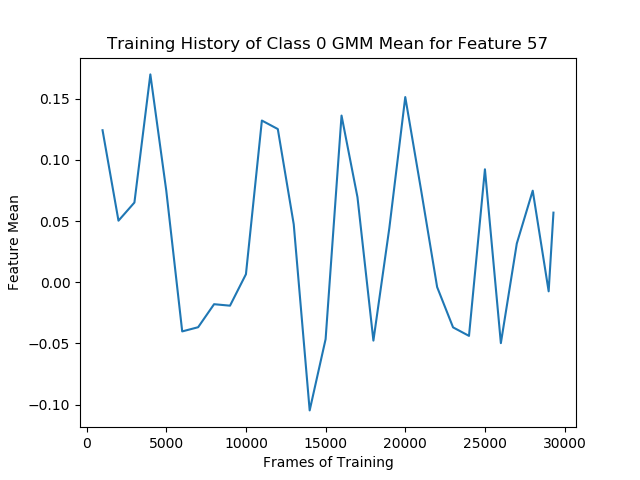 Training History of Class 0 GMM Mean for Feature 57
0.15
0.10
0.05
0.00
−0.05
−0.10
Feature Mean
0 5000 10000 15000 20000 25000 30000
Frames of Training